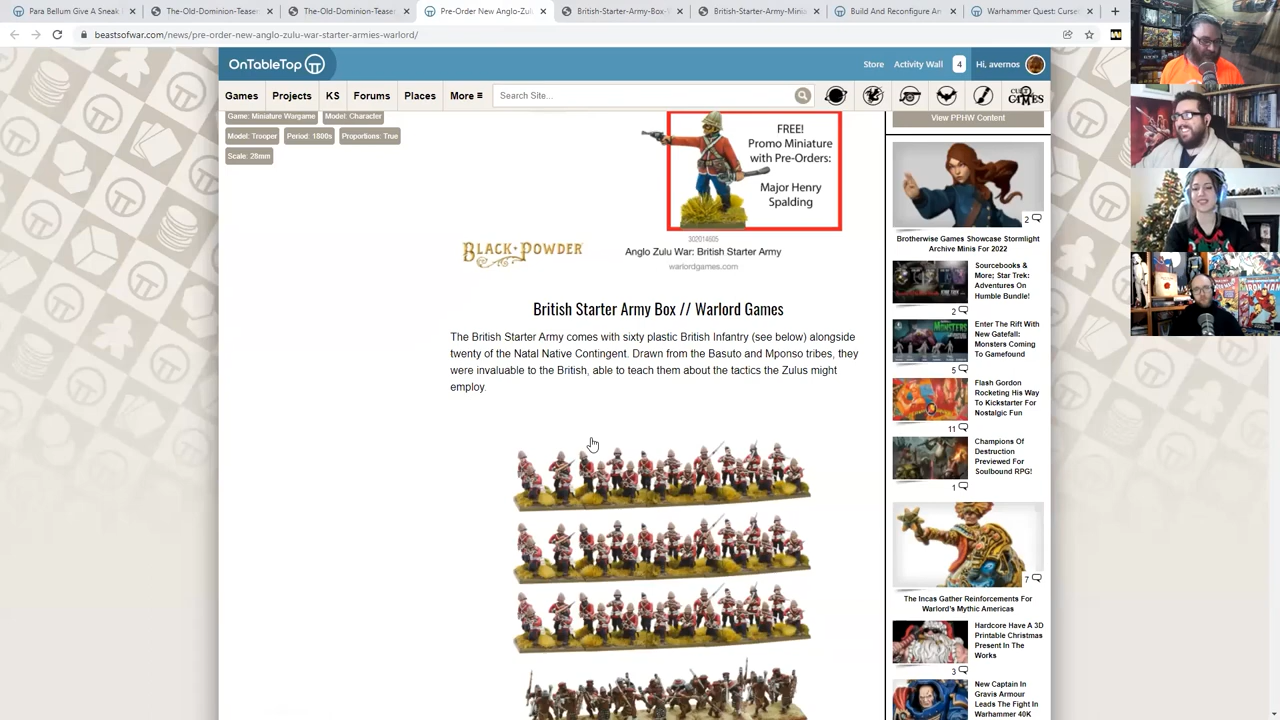 Para Bellum Give A Sneak
The-Old-Dominion-Teaser
The-Old-Dominion-Tease
Pre-Order New Anglo-Zul
British-Starter-Army-Box-
British-Starter-Army-Minia
Build And Reconfigure An
Warhammer Quest: Cursed
beastsofwar.com/news/pre-order-new-anglo-zulu-war-starter-armies-warlord/
OnTableTop
Store
Activity Wall
4
Hi, avernos
Games
Projects
KS
Forums
Places
More
Search Site...
GAMES
Game: Miniature Wargame
Model: Character
Model: Trooper
Period: 1800s
Proportions: True
Scale: 28mm
FREE!
Promo Miniature
with Pre-Orders:
Major Henry
Spalding
302014605
BLACK POWDER
Anglo Zulu War: British Starter Army
warlordgames.com
British Starter Army Box // Warlord Games
The British Starter Army comes with sixty plastic British Infantry (see below) alongside
twenty of the Natal Native Contingent. Drawn from the Basuto and Mponso tribes, they
were invaluable to the British, able to teach them about the tactics the Zulus might
employ.
View PPHW Content
2
Brotherwise Games Showcase Stormlight
Archive Minis For 2022
Sourcebooks &
More; Star Trek:
Adventures On
Humble Bundle!
2
Enter The Rift With
New Gatefall:
Monsters Coming
To Gamefound
5
Flash Gordon
Rocketing His Way
To Kickstarter For
Nostalgic Fun
11
Champions Of
Destruction
Previewed For
Soulbound RPG!
1
7
The Incas Gather Reinforcements For
Warlord's Mythic Americas
Hardcore Have A 3D
Printable Christmas
Present In The
Works
3
New Captain In
Gravis Armour
Leads The Fight In
Warhammer 40K
IRON MAN